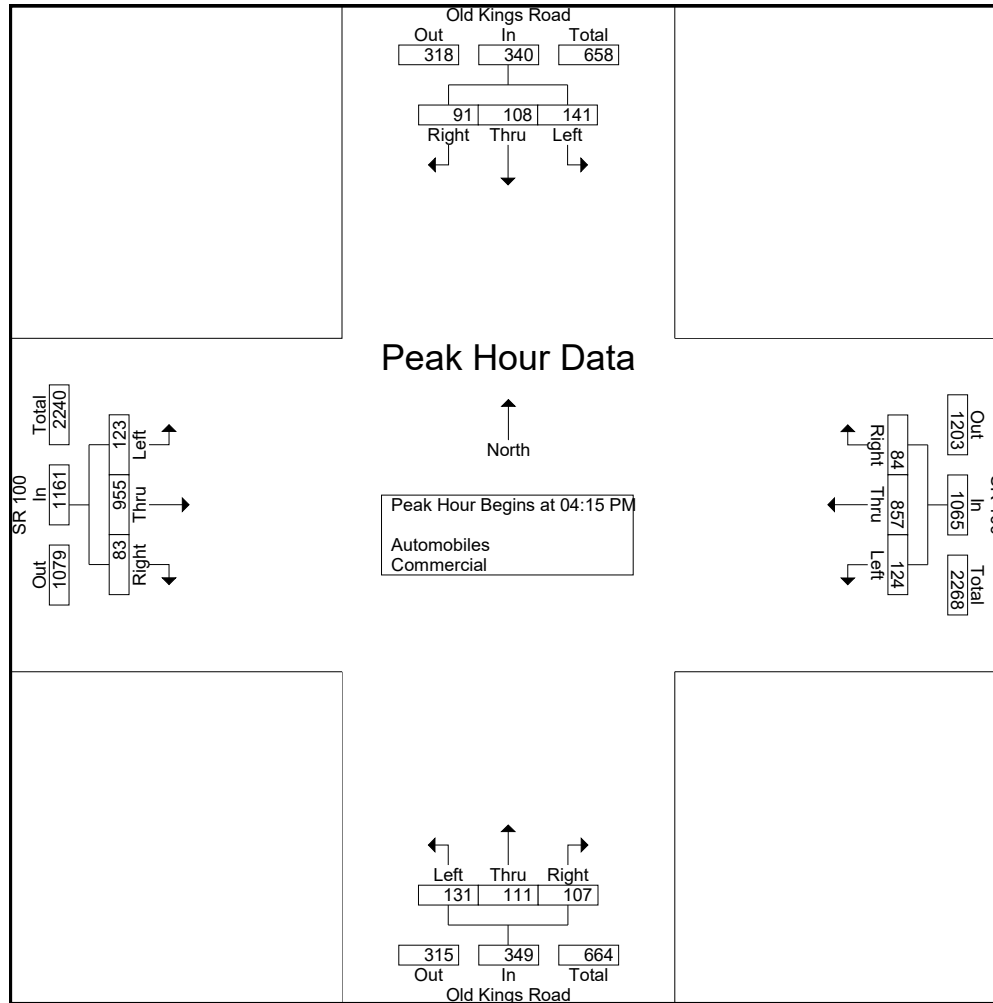 Old Kings Road
Out In Total
318 340 658
91 108 141
Right Thru Left
Peak Hour Data
North
Peak Hour Begins at 04:15 PM
Automobiles
Commercial
SR 100
Total In Out
2240 1161 1079
123 955 83
Left Thru Right
Right Thru Left
84 857 124
Out In Total
1203 1065 2268
Left Thru Right
131 111 107
315 349 664
Out In Total
Old Kings Road